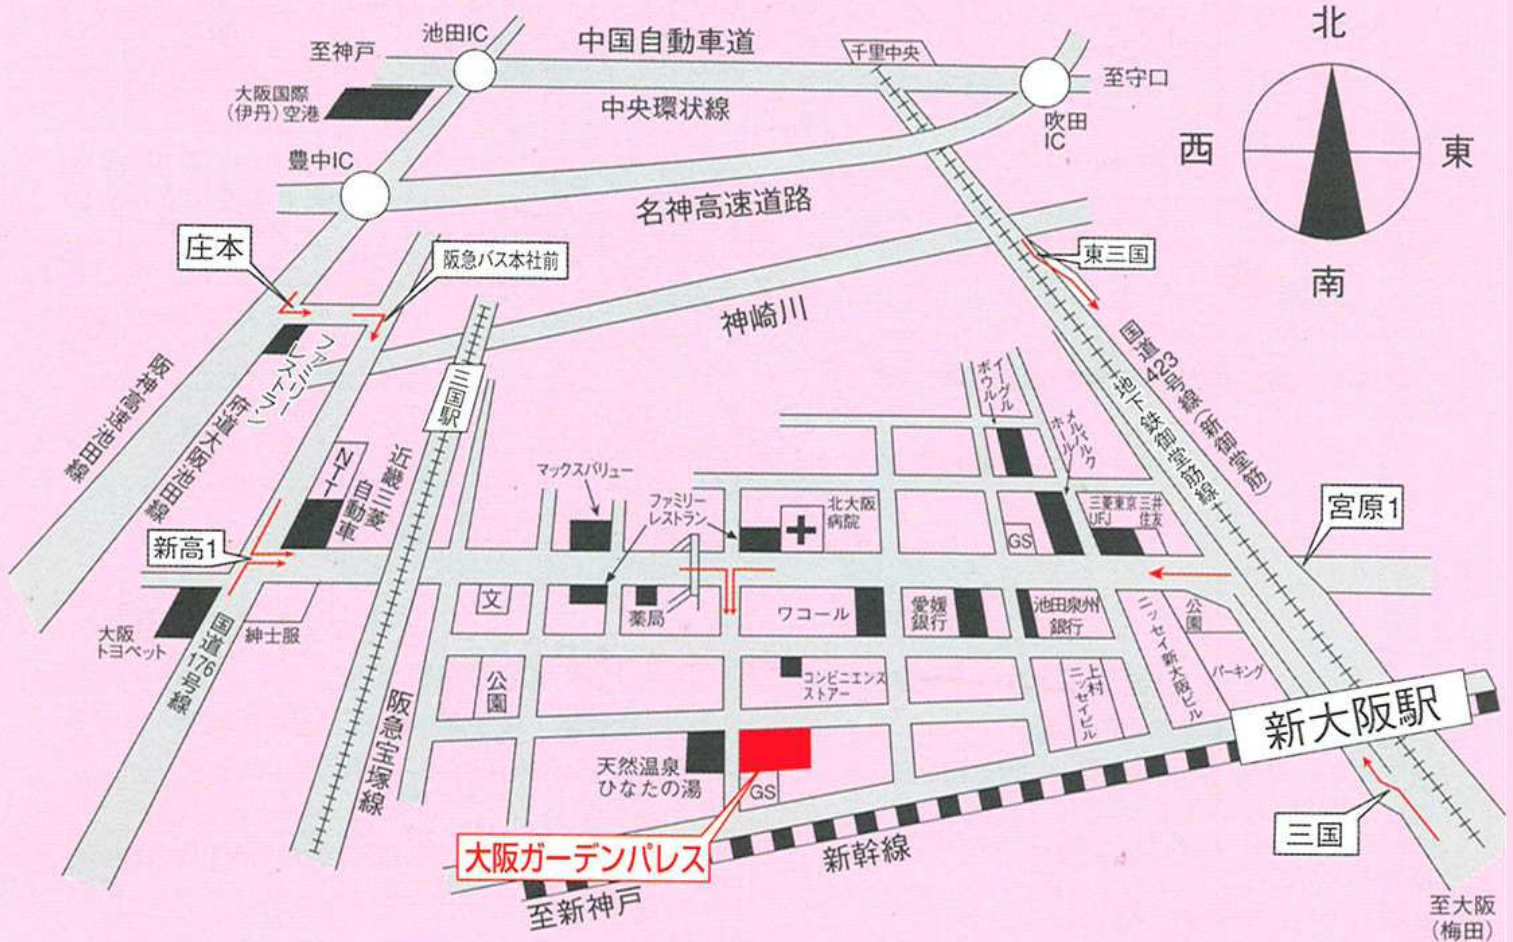 北
西
東
南
至神戸
池田IC
中国自動車道
千里中央
至守口
大阪国際
(伊丹)空港
中央環状線
吹田
IC
豊中IC
名神高速道路
庄本
阪急バス本社前
東三国
神崎川
国道423号線(新御堂筋)
地下鉄御堂筋線
ファミリー
レストラン
阪神高速池田線
府道大阪池田線
三国駅
イーグル
ボウル
メルパルク
ホール
NTT
近畿三菱
自動車
マックスバリュー
ファミリー
レストラン
北大阪
病院
三菱東京
UFJ
三井
住友
GS
宮原1
新高1
文
薬局
ワコール
愛媛
銀行
池田泉州
銀行
公園
大阪
トヨペット
紳士服
国道176号線
公園
コンビニエンス
ストアー
上村
ニッセイビル
ニッセイ新大阪ビル
パーキング
阪急宝塚線
新大阪駅
天然温泉
ひなたの湯
GS
大阪ガーデンパレス
新幹線
三国
至新神戸
至大阪
(梅田)